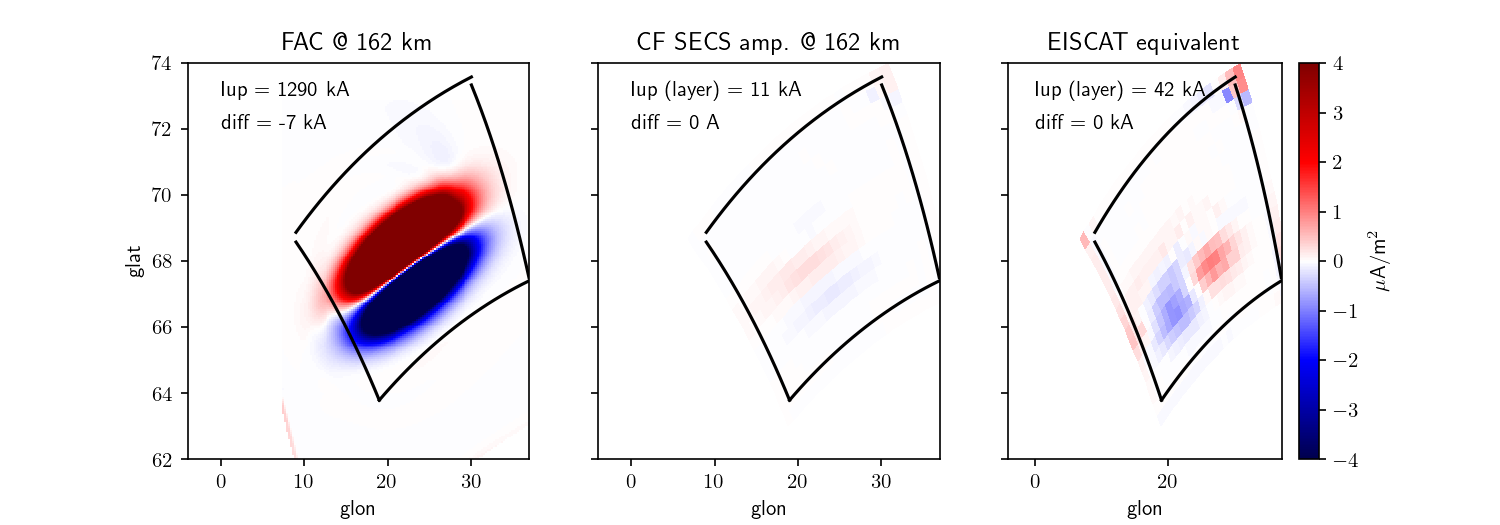 FAC @ 162 km
CF SECS amp. @ 162 km
EISCAT equivalent
Iup = 1290 kA
diff = -7 kA
Iup (layer) = 11 kA
diff = 0 A
Iup (layer) = 42 kA
diff = 0 kA
74
72
70
68
66
64
62
glat
0
10
20
30
glon
0
10
20
30
glon
0
20
glon
4
3
2
1
0
−1
−2
−3
−4
μA/m²